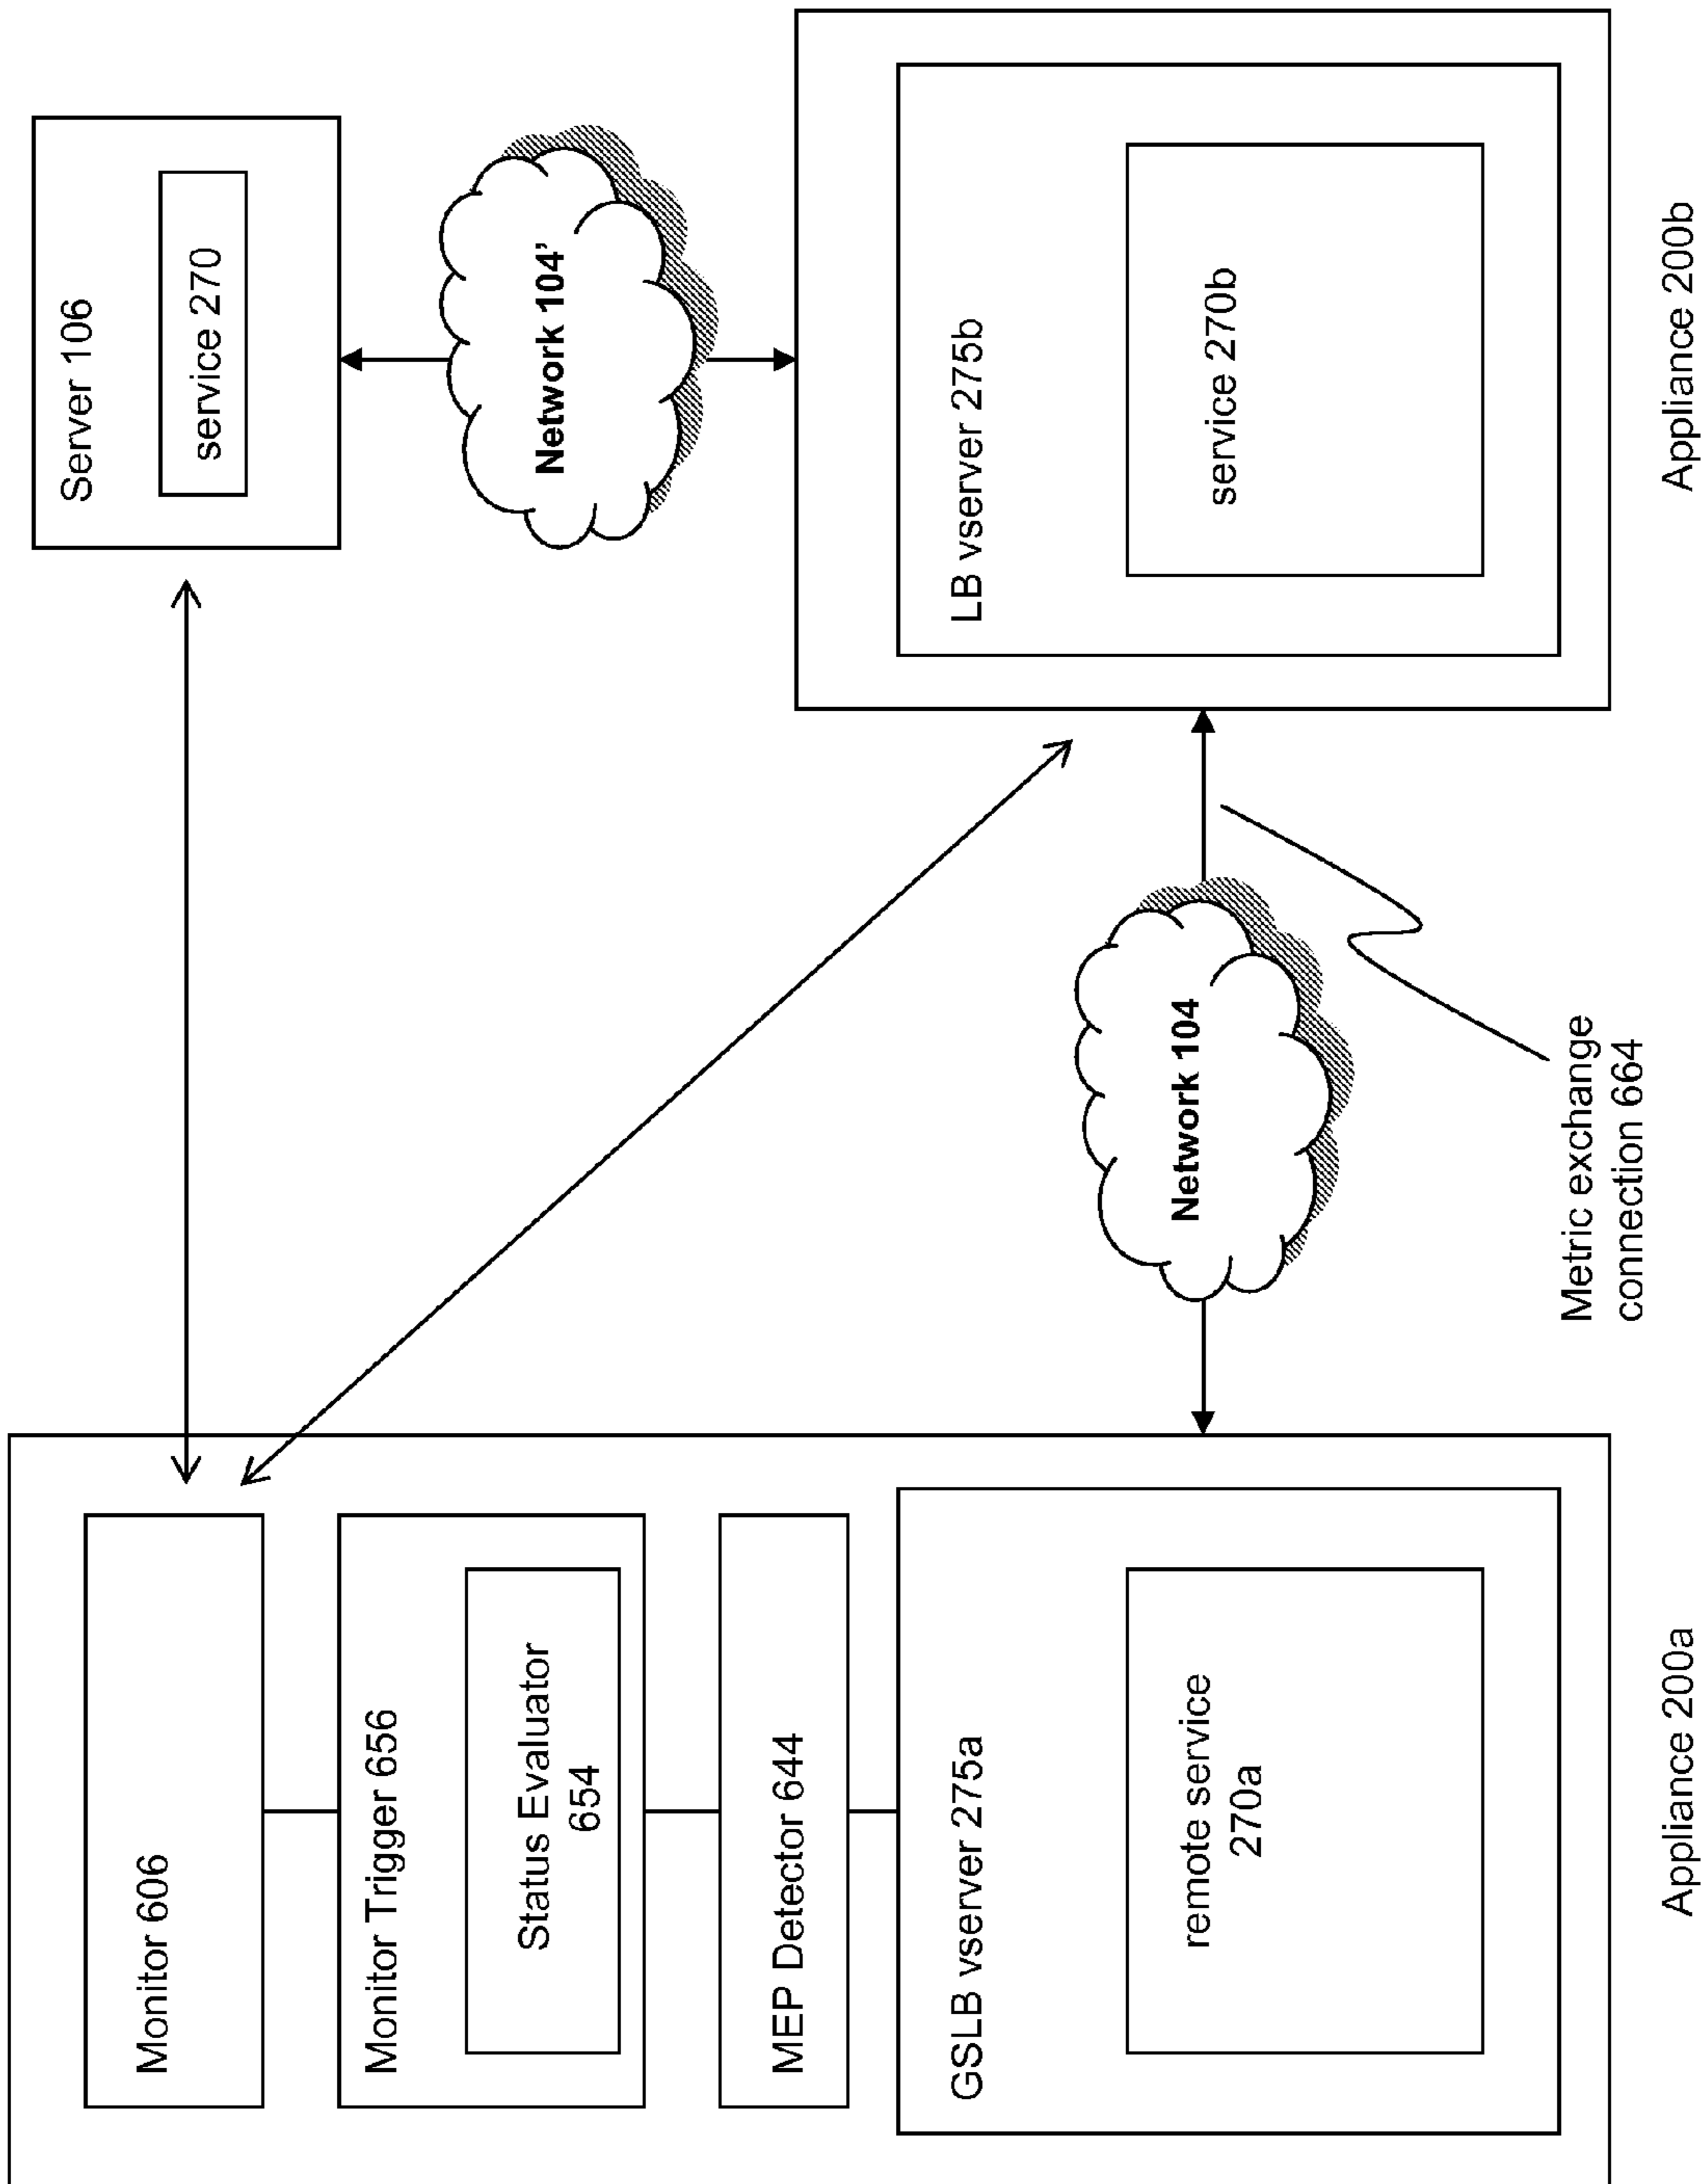 Monitor 606
Monitor Trigger 656
Status Evaluator
654
MEP Detector 644
GSLB vserver 275a
remote service
270a
Appliance 200a
Network 104
Metric exchange
connection 664
Server 106
service 270
Network 104'
LB vserver 275b
service 270b
Appliance 200b